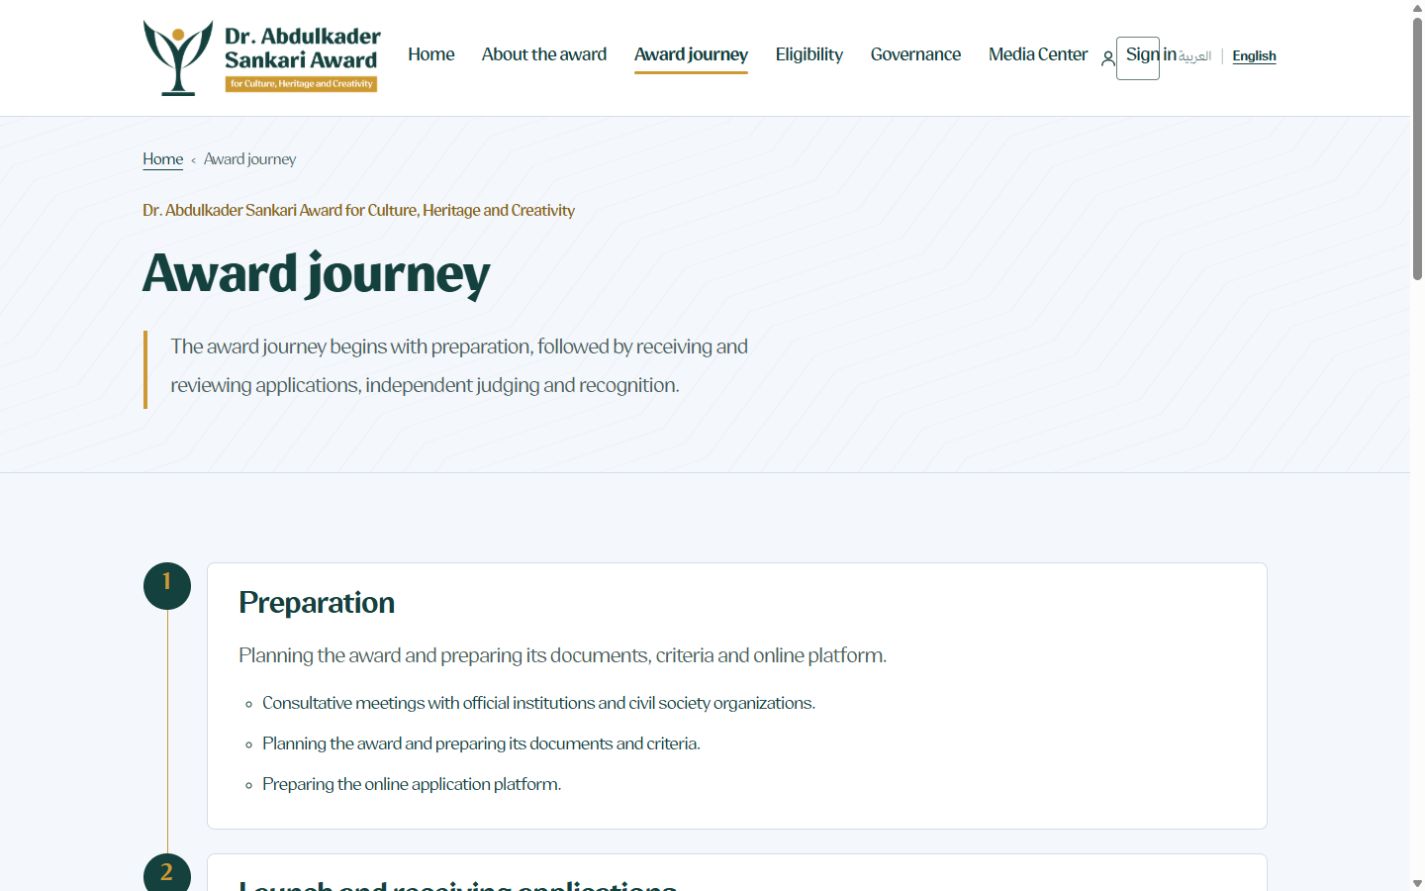 Dr. Abdulkader
Sankari Award
for Culture, Heritage and Creativity
Home
About the award
Award journey
Eligibility
Governance
Media Center
Sign in
العربية
English
Home ‹ Award journey
Dr. Abdulkader Sankari Award for Culture, Heritage and Creativity
Award journey
The award journey begins with preparation, followed by receiving and
reviewing applications, independent judging and recognition.
1
Preparation
Planning the award and preparing its documents, criteria and online platform.
Consultative meetings with official institutions and civil society organizations.
Planning the award and preparing its documents and criteria.
Preparing the online application platform.
2
Launch and receiving applications